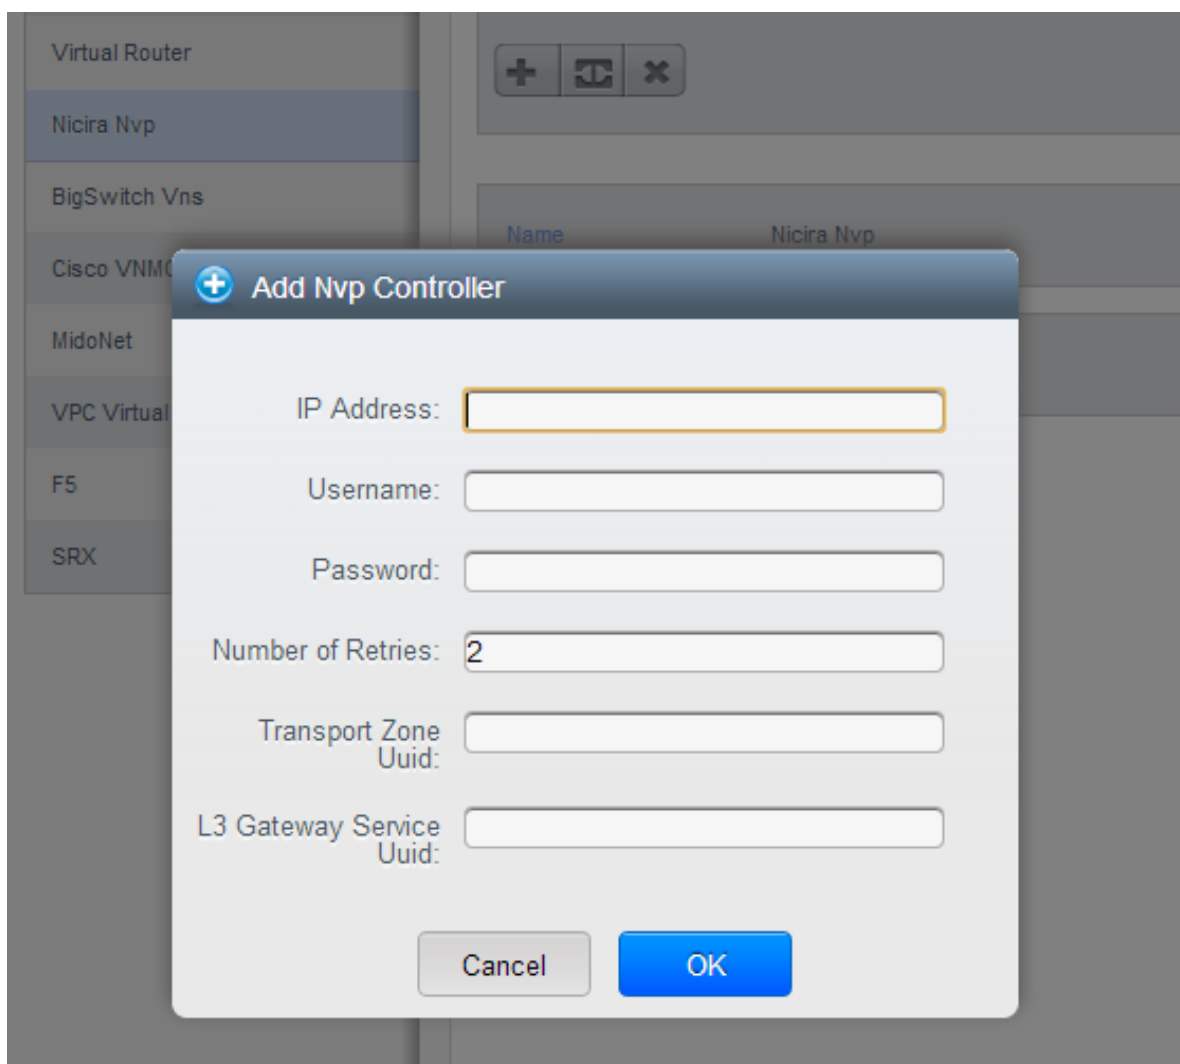 Virtual Router
Nicira Nvp
BigSwitch Vns
Name Nicira Nvp
Cisco VNMC
Add Nvp Controller
MidoNet
IP Address:
VPC Virtual
Username:
F5
SRX
Password:
Number of Retries: 2
Transport Zone
Uuid:
L3 Gateway Service
Uuid:
Cancel OK